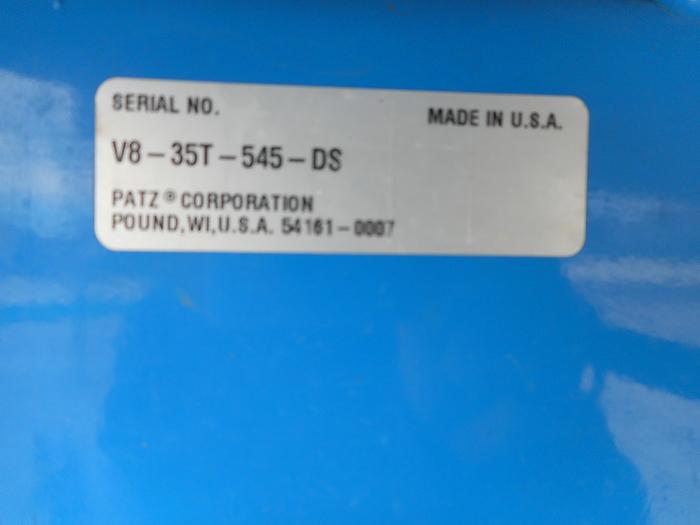 SERIAL NO.
MADE IN U.S.A.
V8-35T-545-DS
PATZ® CORPORATION
POUND, WI, U.S.A. 54161-0007